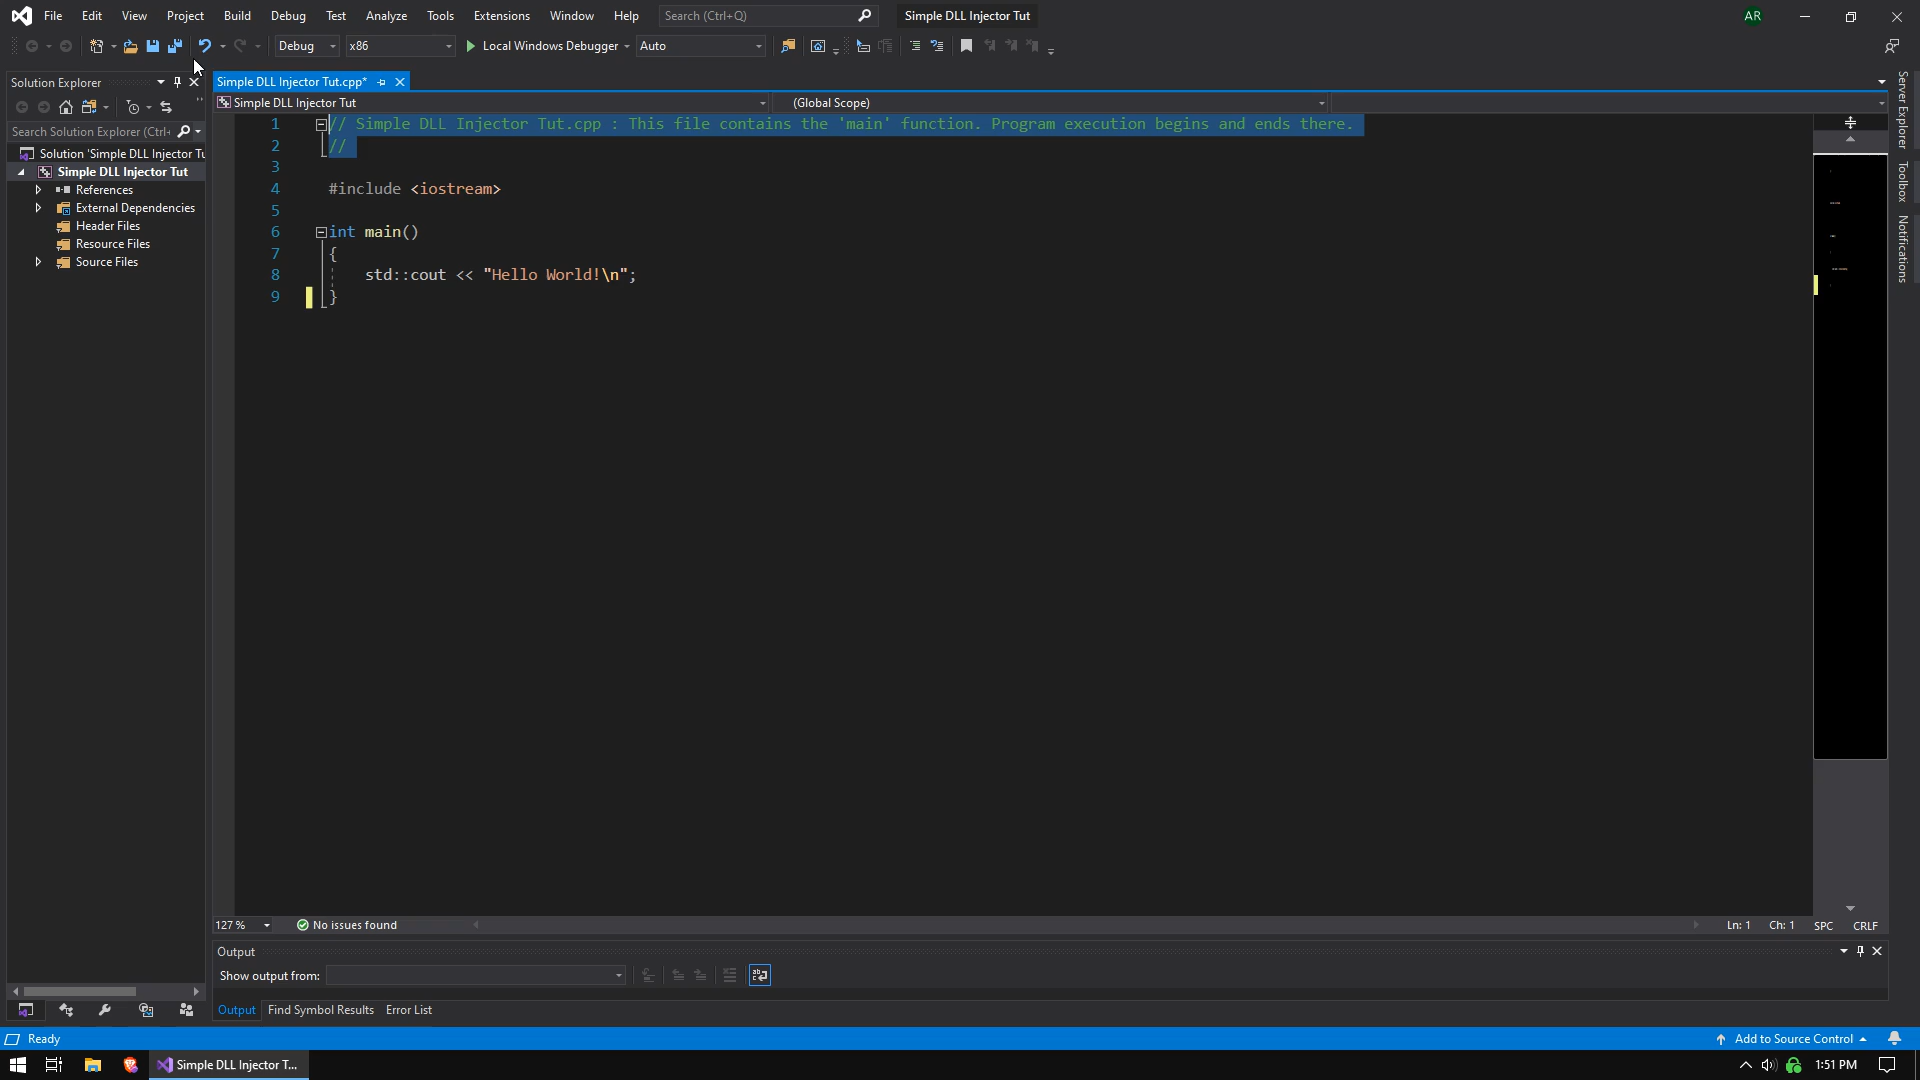 File Edit View Project Build Debug Test Analyze Tools Extensions Window Help Search (Ctrl+Q) Simple DLL Injector Tut AR
Debug x86 Local Windows Debugger Auto
Solution Explorer
Search Solution Explorer (Ctrl+
Solution 'Simple DLL Injector Tu
Simple DLL Injector Tut
References
External Dependencies
Header Files
Resource Files
Source Files
Simple DLL Injector Tut.cpp*
Simple DLL Injector Tut (Global Scope)
1 // Simple DLL Injector Tut.cpp : This file contains the 'main' function. Program execution begins and ends there.
2 //
3
4 #include <iostream>
5
6 int main()
7 {
8 std::cout << "Hello World!\n";
9 }
127 % No issues found Ln: 1 Ch: 1 SPC CRLF
Output
Show output from:
Output Find Symbol Results Error List
Server Explorer
Toolbox
Notifications
Ready Add to Source Control
Simple DLL Injector T... 1:51 PM